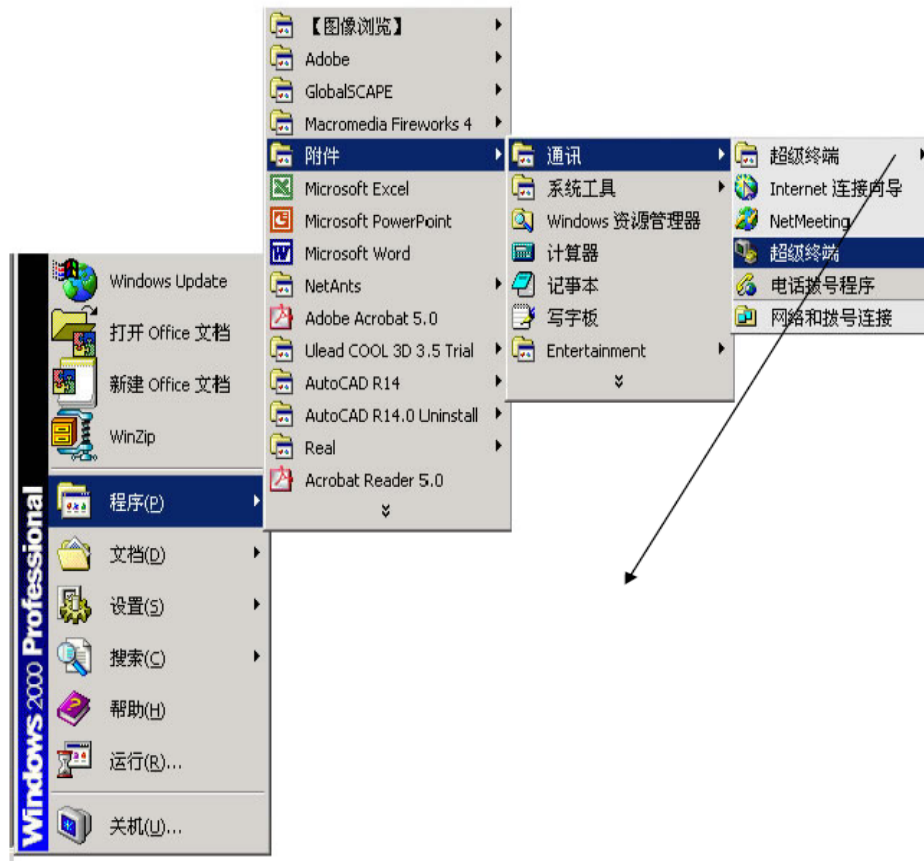 【图像浏览】
Adobe
GlobalSCAPE
Macromedia Fireworks 4
附件
Microsoft Excel
Microsoft PowerPoint
Microsoft Word
NetAnts
Adobe Acrobat 5.0
Ulead COOL 3D 3.5 Trial
AutoCAD R14
AutoCAD R14.0 Uninstall
Real
Acrobat Reader 5.0
通讯
系统工具
Windows 资源管理器
计算器
记事本
写字板
Entertainment
超级终端
Internet 连接向导
NetMeeting
超级终端
电话拨号程序
网络和拨号连接
Windows Update
打开 Office 文档
新建 Office 文档
WinZip
程序(P)
文档(D)
设置(S)
搜索(C)
帮助(H)
运行(R)...
关机(U)...
Windows 2000 Professional